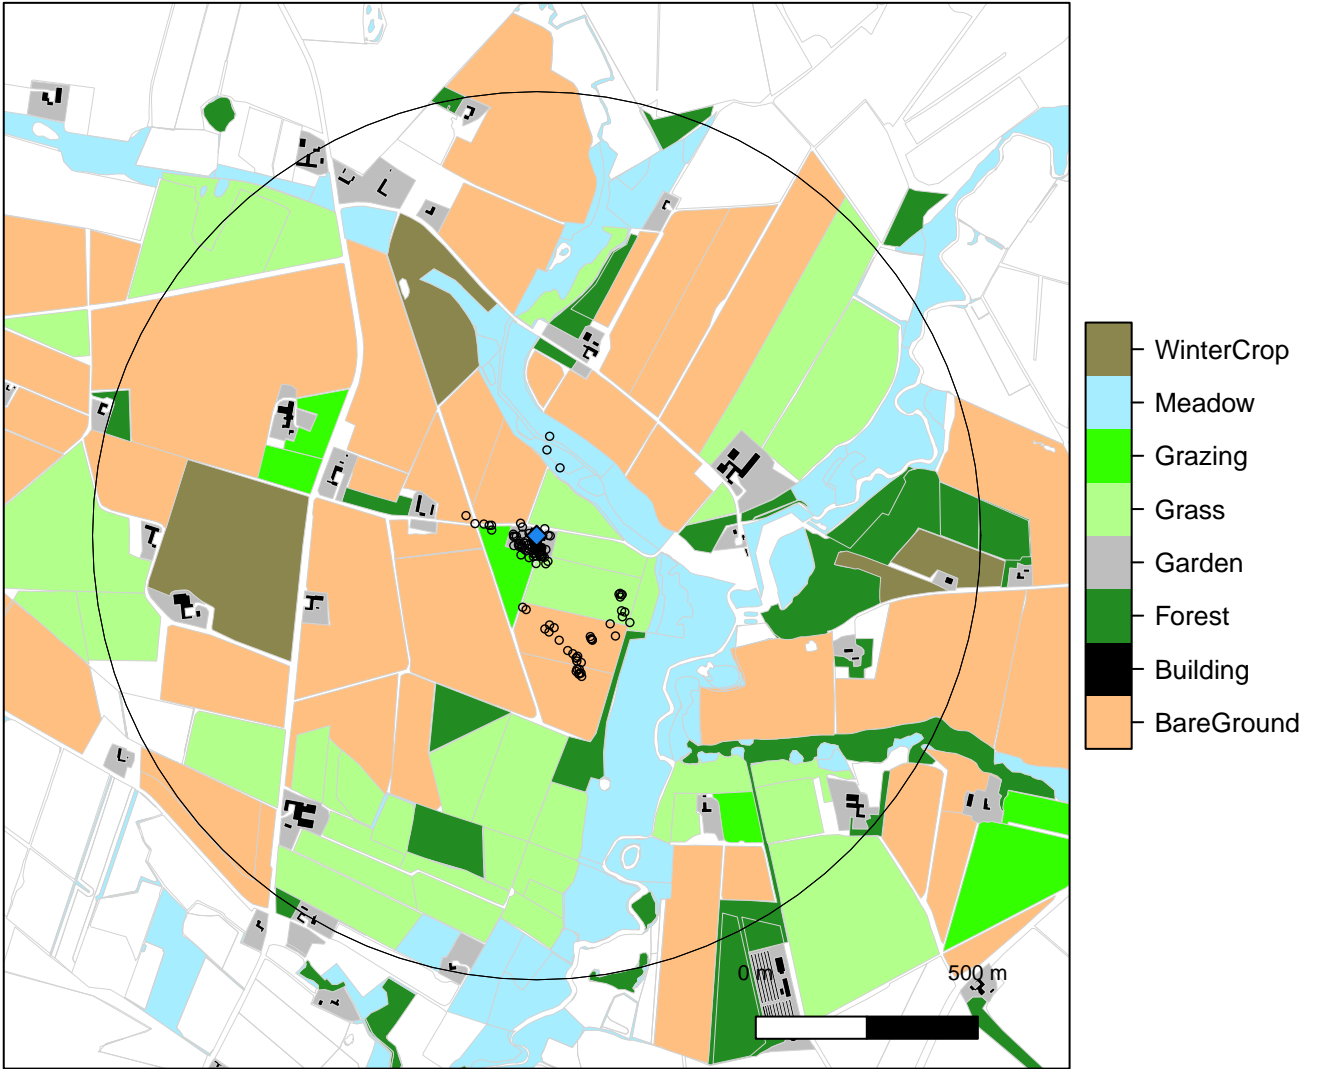 WinterCrop
Meadow
Grazing
Grass
Garden
Forest
Building
BareGround
0 m 500 m